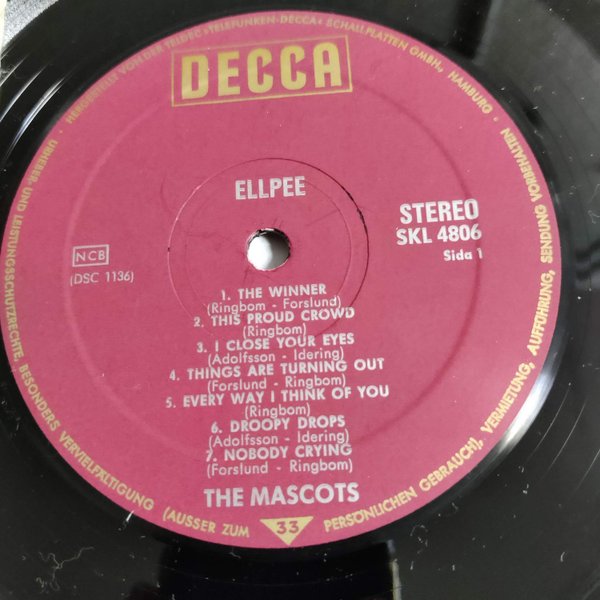 HERGESTELLT VON DER TELDEC »TELEFUNKEN-DECCA« SCHALLPLATTEN GMBH., HAMBURG ·
DECCA
ELLPEE
STEREO
SKL 4806
Sida 1
NCB
(DSC 1136)
1. THE WINNER
(Ringbom - Forslund)
2. THIS PROUD CROWD
(Ringbom)
3. I CLOSE YOUR EYES
(Adolfsson - Idering)
4. THINGS ARE TURNING OUT
(Forslund - Ringbom)
5. EVERY WAY I THINK OF YOU
(Ringbom)
6. DROOPY DROPS
(Adolfsson - Idering)
7. NOBODY CRYING
(Forslund - Ringbom)
THE MASCOTS
· URHEBER UND LEISTUNGSSCHUTZRECHTE, BESONDERS VERVIELFÄLTIGUNG (AUSSER ZUM PERSÖNLICHEN GEBRAUCH), VERMIETUNG, AUFFÜHRUNG, SENDUNG VORBEHALTEN
33